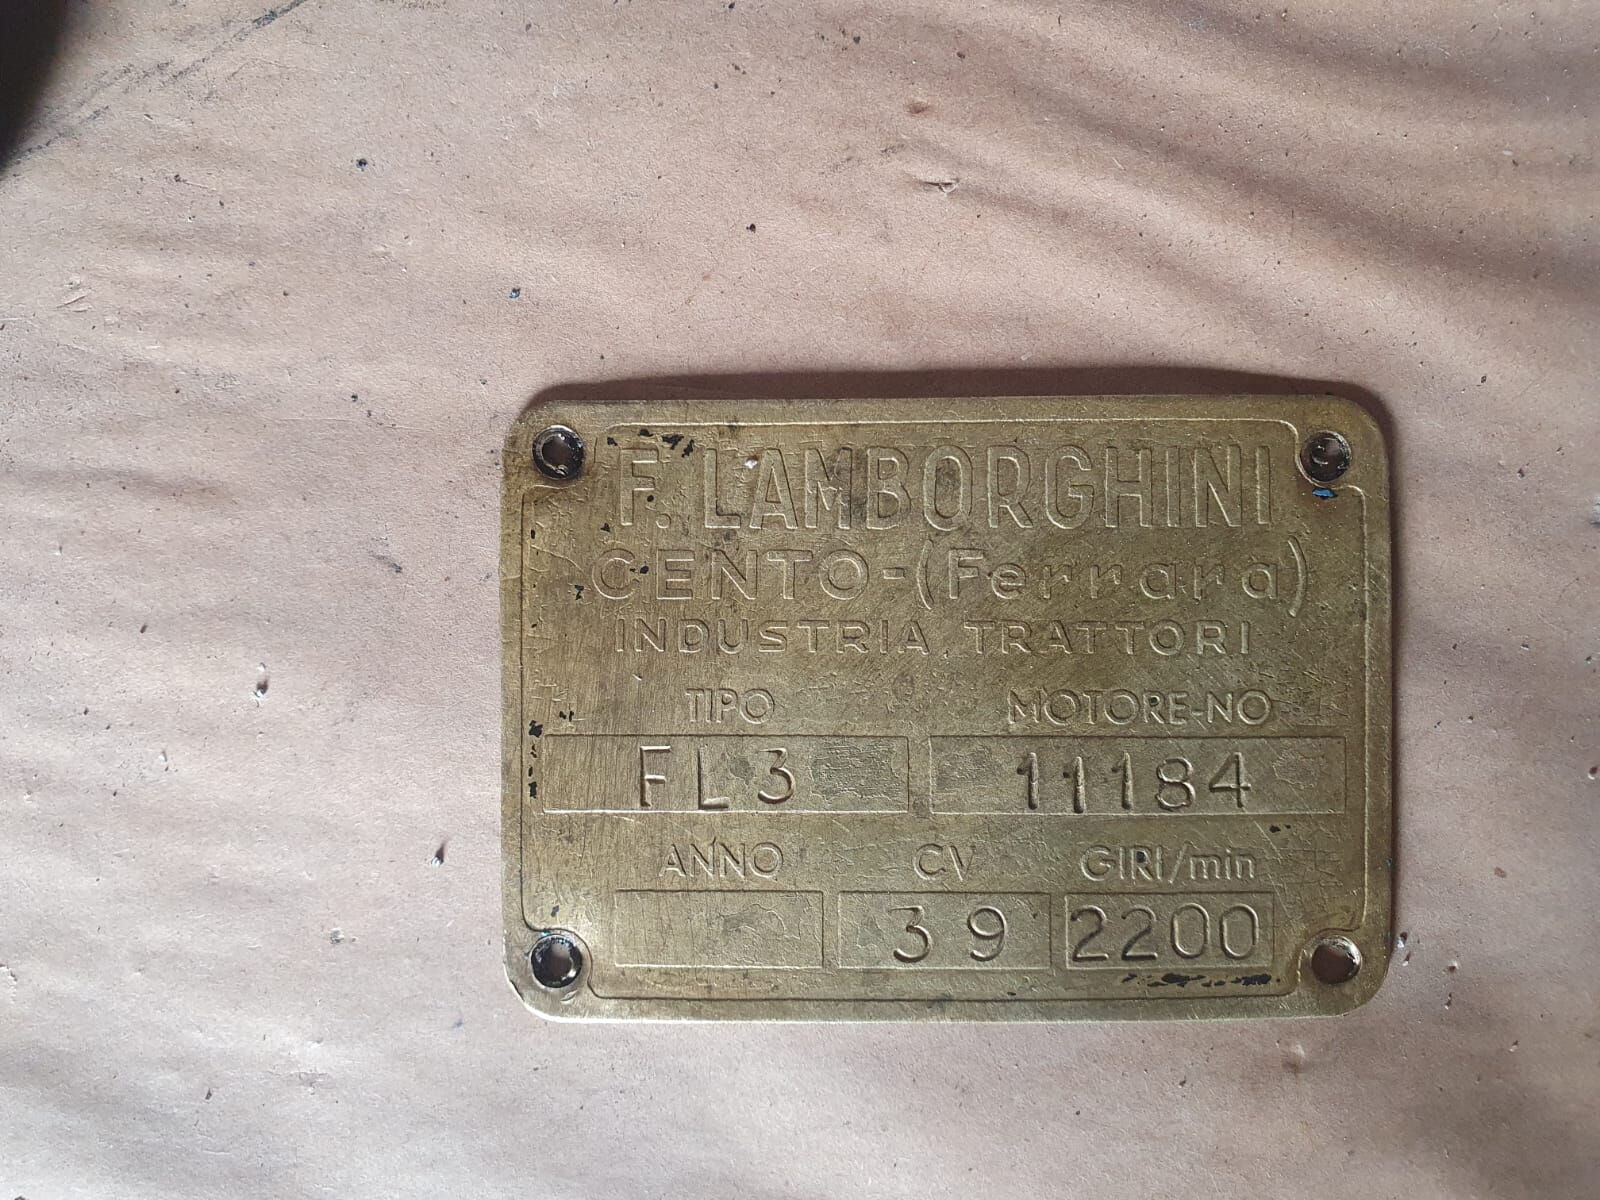 F. LAMBORGHINI
CENTO-(Ferrara)
INDUSTRIA TRATTORI
TIPO MOTORE-NO
FL3 11184
ANNO CV GIRI/min
39 2200